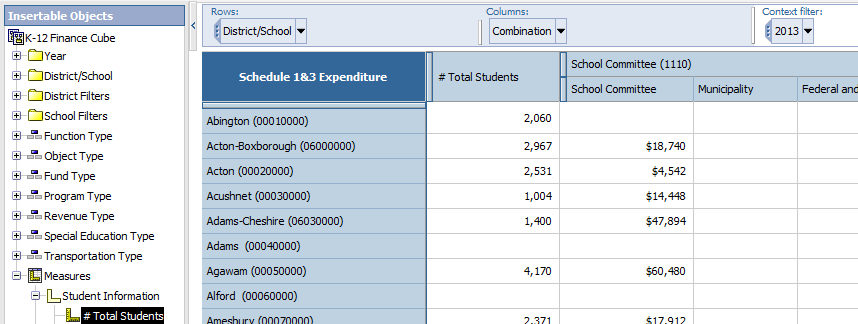 Insertable Objects
K-12 Finance Cube
Year
District/School
District Filters
School Filters
Function Type
Object Type
Fund Type
Program Type
Revenue Type
Special Education Type
Transportation Type
Measures
Student Information
# Total Students
Rows:
District/School
Columns:
Combination
Context filter:
2013
Schedule 1&3 Expenditure
# Total Students
School Committee (1110)
School Committee
Municipality
Federal and
Abington (00010000) 2,060
Acton-Boxborough (06000000) 2,967 $18,740
Acton (00020000) 2,531 $4,542
Acushnet (00030000) 1,004 $14,448
Adams-Cheshire (06030000) 1,400 $47,894
Adams (00040000)
Agawam (00050000) 4,170 $60,480
Alford (00060000)
Amesbury (00070000) 2,371 $17,912